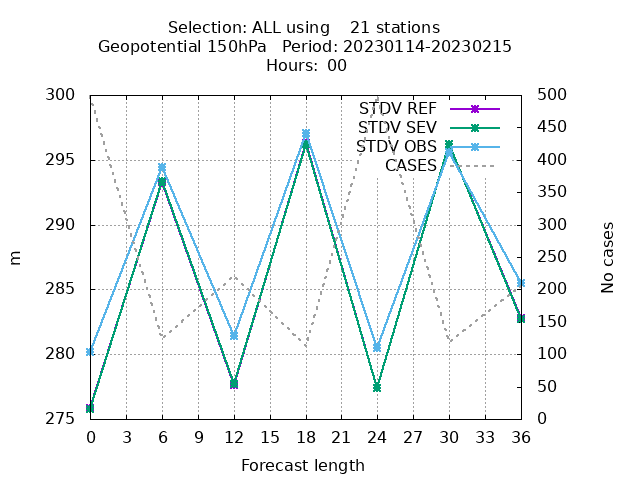 Selection: ALL using    21 stations
Geopotential 150hPa   Period: 20230114-20230215
Hours: 00
300
295
290
285
280
275
500
450
400
350
300
250
200
150
100
50
0
STDV REF
STDV SEV
STDV OBS
CASES
m
No cases
0 3 6 9 12 15 18 21 24 27 30 33 36
Forecast length